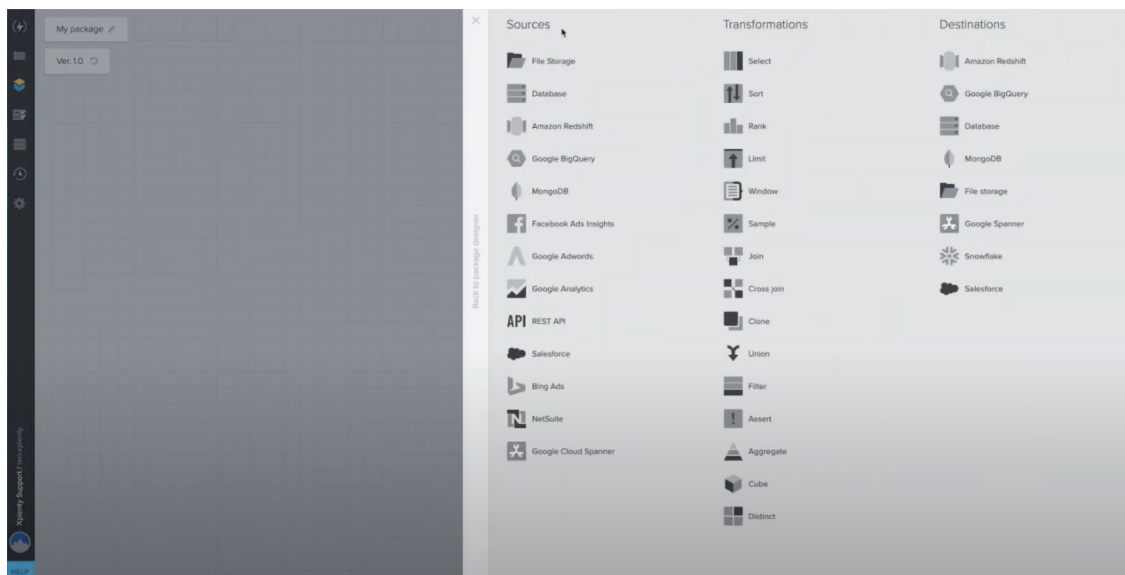 My package
Ver. 1.0
Xplenty Support / teri-xplenty
HELP
Back to package designer
Sources
File Storage
Database
Amazon Redshift
Google BigQuery
MongoDB
Facebook Ads Insights
Google Adwords
Google Analytics
API REST API
Salesforce
Bing Ads
NetSuite
Google Cloud Spanner
Transformations
Select
Sort
Rank
Limit
Window
Sample
Join
Cross join
Clone
Union
Filter
Assert
Aggregate
Cube
Distinct
Destinations
Amazon Redshift
Google BigQuery
Database
MongoDB
File storage
Google Spanner
Snowflake
Salesforce